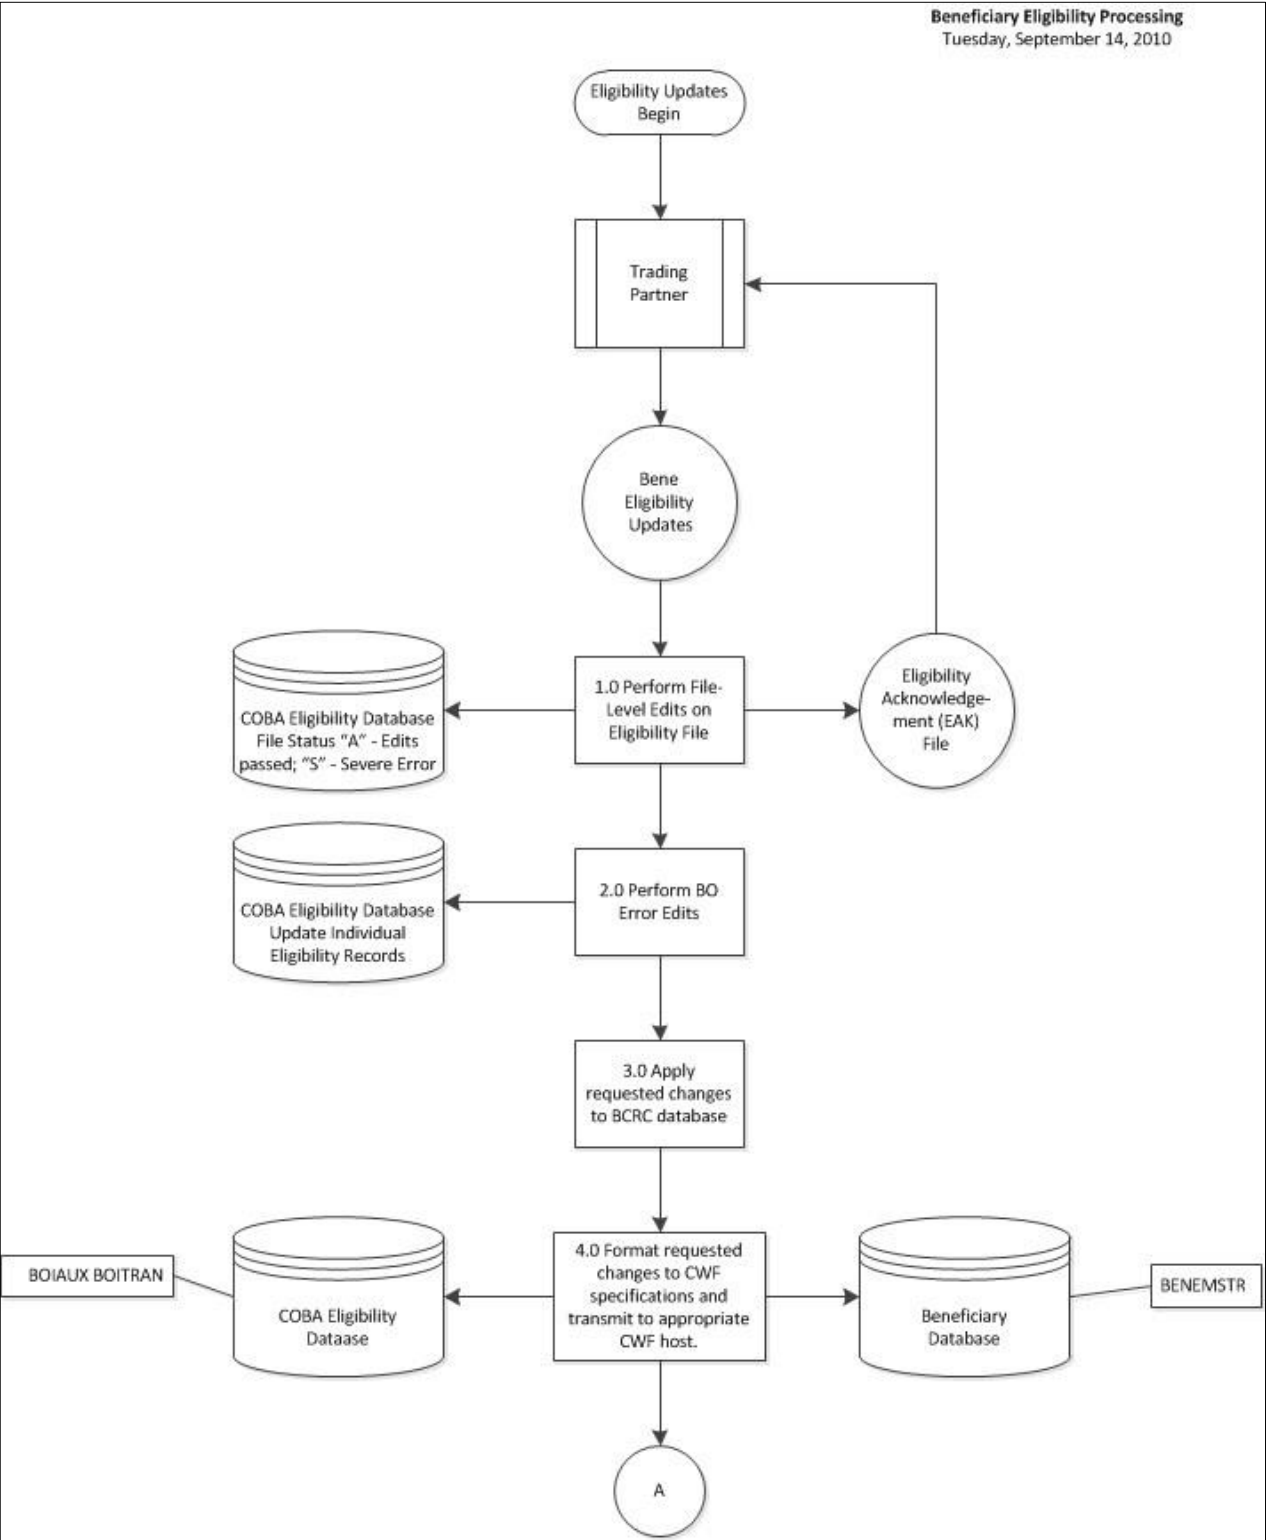 Beneficiary Eligibility Processing
Tuesday, September 14, 2010
Eligibility Updates
Begin
Trading
Partner
Bene
Eligibility
Updates
COBA Eligibility Database
File Status "A" - Edits
passed; "S" - Severe Error
1.0 Perform File-
Level Edits on
Eligibility File
Eligibility
Acknowledge-
ment (EAK)
File
COBA Eligibility Database
Update Individual
Eligibility Records
2.0 Perform BO
Error Edits
3.0 Apply
requested changes
to BCRC database
BOIAUX BOITRAN
COBA Eligibility
Dataase
4.0 Format requested
changes to CWF
specifications and
transmit to appropriate
CWF host.
Beneficiary
Database
BENEMSTR
A